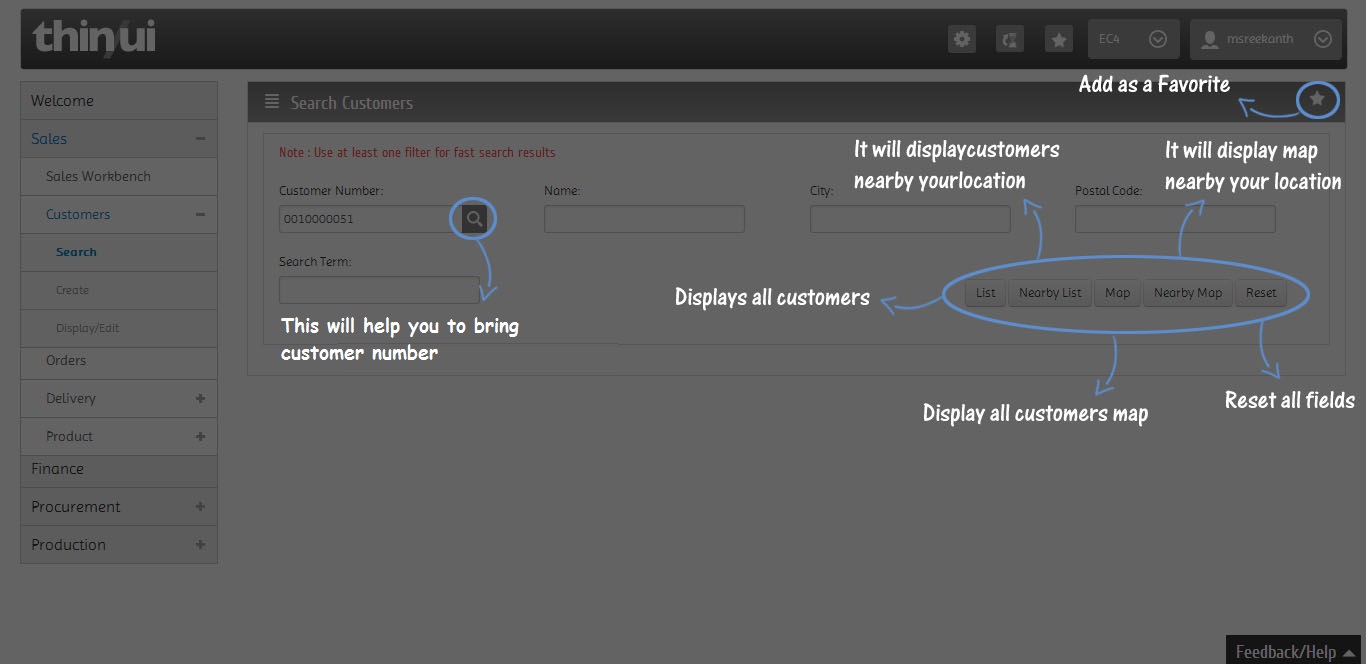 thin/ui
EC4
msreekanth
Welcome
Sales
Sales Workbench
Customers
Search
Create
Display/Edit
Orders
Delivery
Product
Finance
Procurement
Production
Search Customers
Add as a Favorite
Note : Use at least one filter for fast search results
It will displaycustomers
nearby yourlocation
It will display map
nearby your location
Customer Number:
Name:
City:
Postal Code:
0010000051
Search Term:
Displays all customers
List
Nearby List
Map
Nearby Map
Reset
This will help you to bring
customer number
Display all customers map
Reset all fields
Feedback/Help